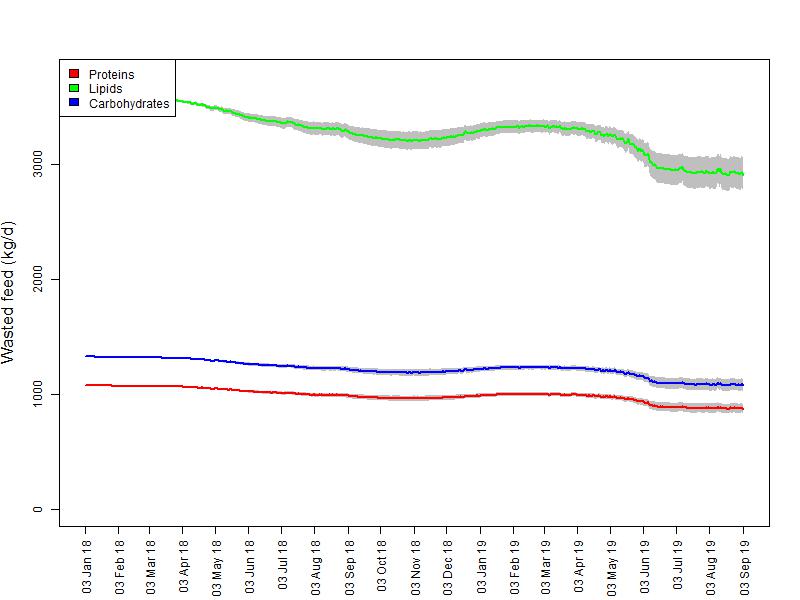 Proteins
Lipids
Carbohydrates
Wasted feed (kg/d)
3000
2000
1000
0
03 Jan 18
03 Feb 18
03 Mar 18
03 Apr 18
03 May 18
03 Jun 18
03 Jul 18
03 Aug 18
03 Sep 18
03 Oct 18
03 Nov 18
03 Dec 18
03 Jan 19
03 Feb 19
03 Mar 19
03 Apr 19
03 May 19
03 Jun 19
03 Jul 19
03 Aug 19
03 Sep 19